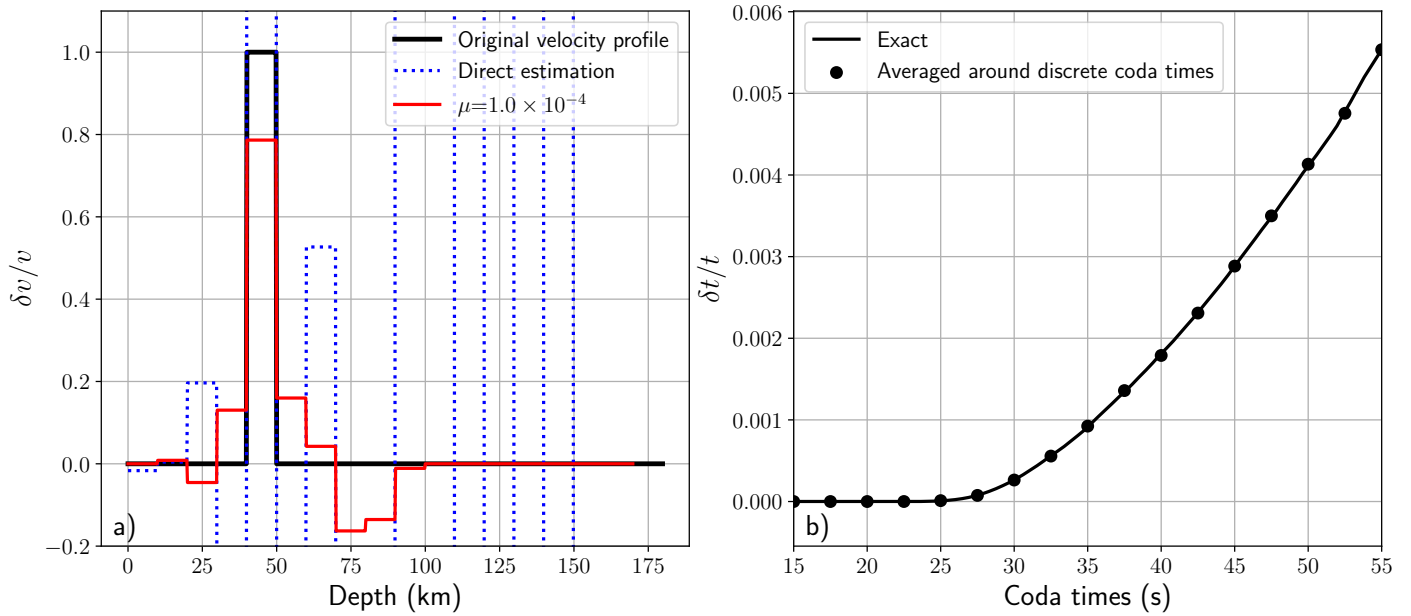 Original velocity profile
Direct estimation
μ=1.0 × 10⁻⁴
1.0
0.8
0.6
0.4
0.2
0.0
−0.2
δv/v
a)
0 25 50 75 100 125 150 175
Depth (km)
Exact
Averaged around discrete coda times
0.006
0.005
0.004
0.003
0.002
0.001
0.000
δt/t
b)
15 20 25 30 35 40 45 50 55
Coda times (s)